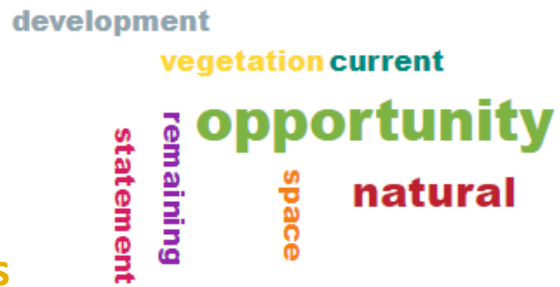 development
vegetation current
opportunity
statement
remaining
space
natural
s